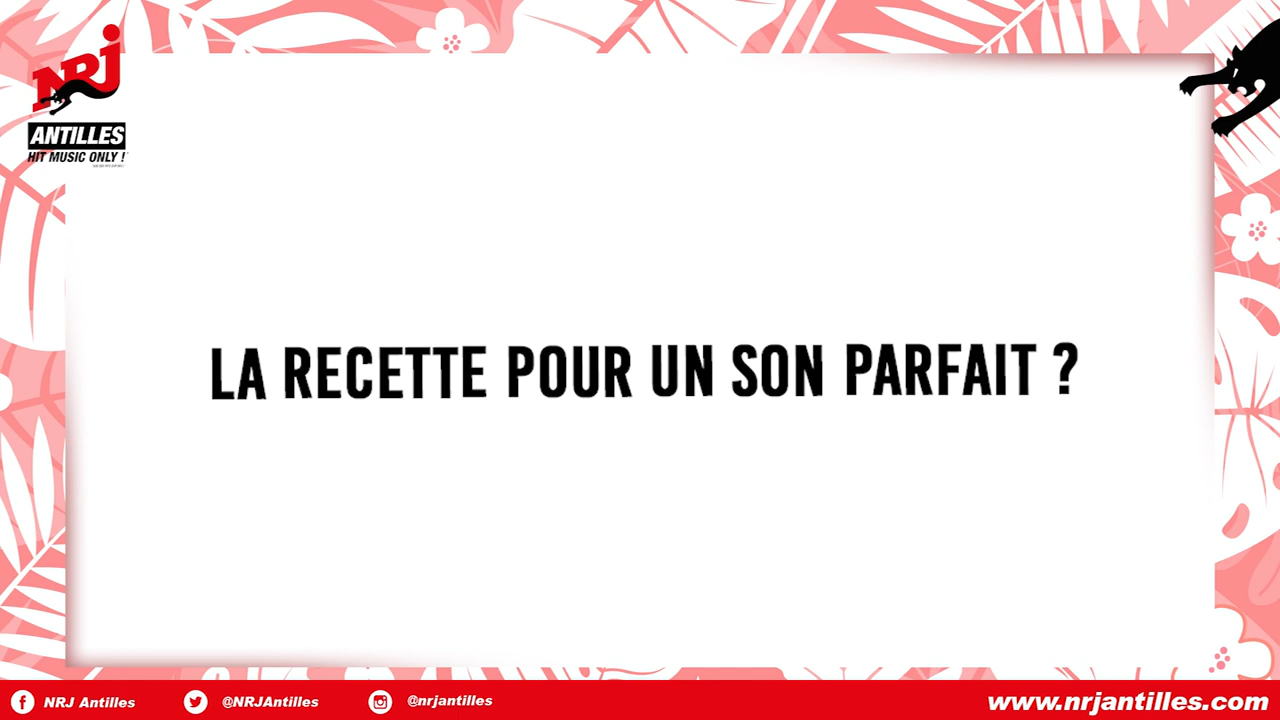 NRJ
ANTILLES
HIT MUSIC ONLY !
LA RECETTE POUR UN SON PARFAIT ?
NRJ Antilles
@NRJAntilles
@nrjantilles
www.nrjantilles.com